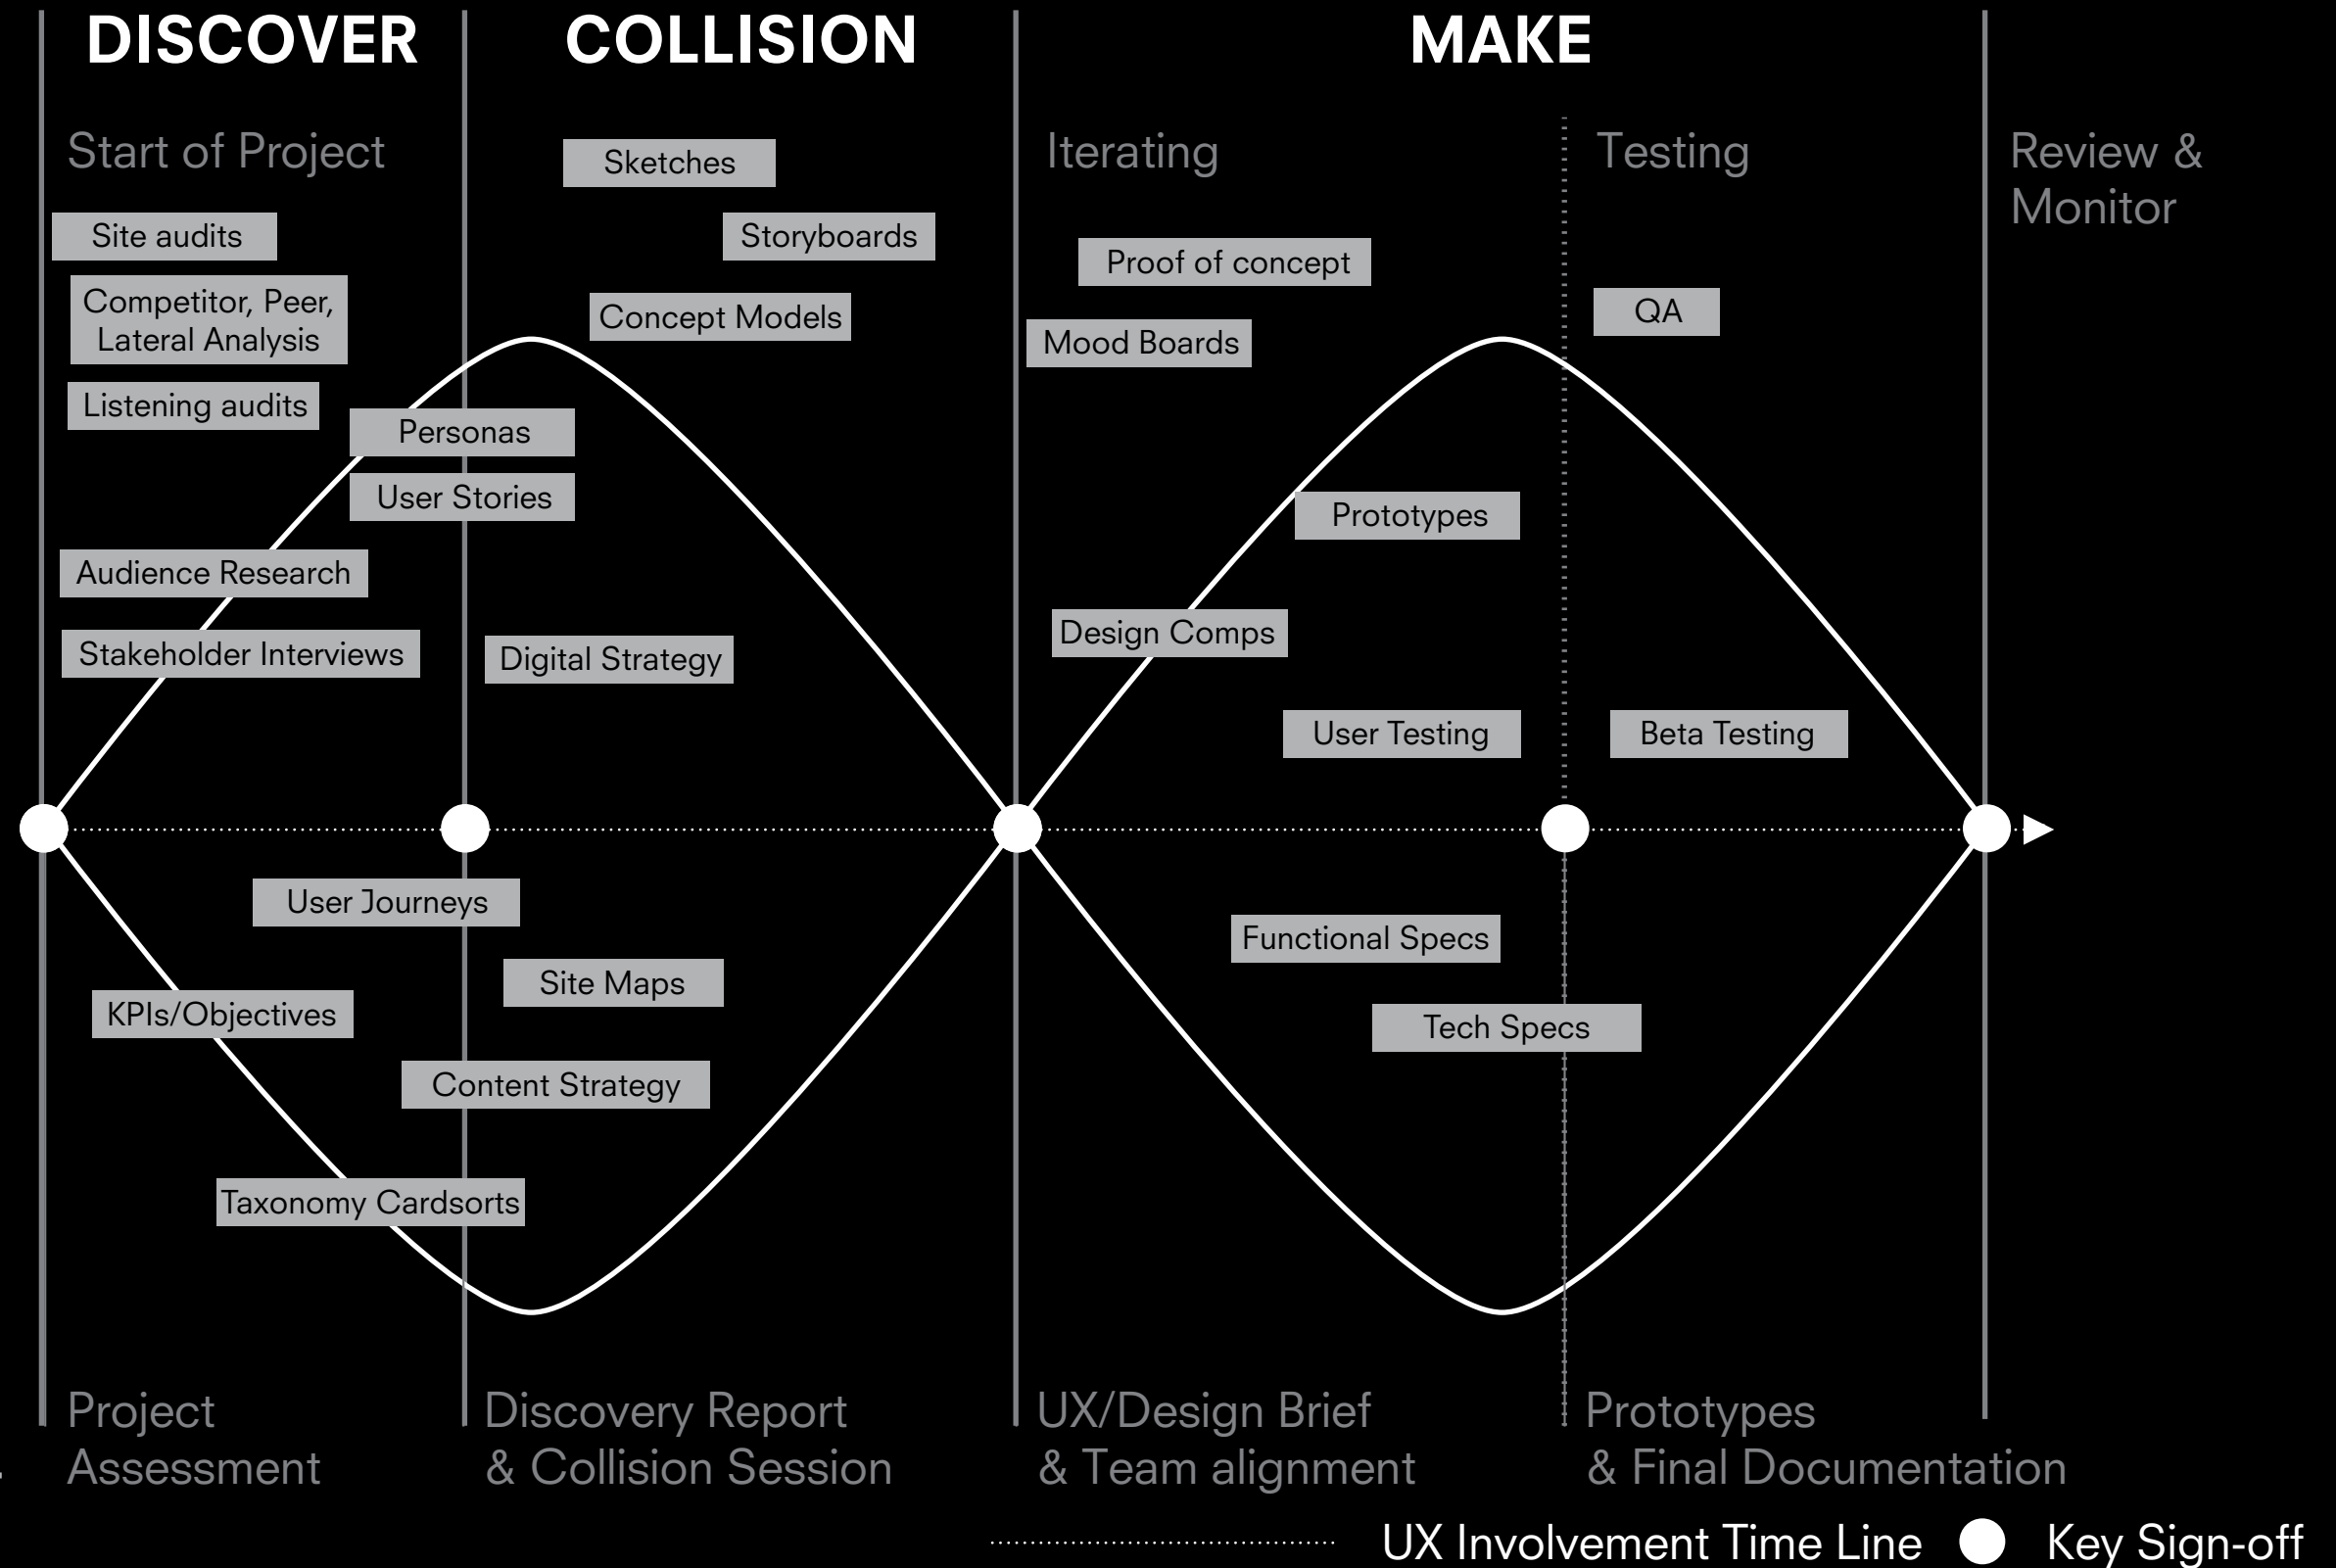 DISCOVER
COLLISION
MAKE
Start of Project
Sketches
Iterating
Testing
Review &
Monitor
Site audits
Storyboards
Proof of concept
Competitor, Peer,
Lateral Analysis
Concept Models
QA
Mood Boards
Listening audits
Personas
User Stories
Prototypes
Audience Research
Design Comps
Stakeholder Interviews
Digital Strategy
User Testing
Beta Testing
User Journeys
Functional Specs
Site Maps
KPIs/Objectives
Tech Specs
Content Strategy
Taxonomy Cardsorts
Project
Assessment
Discovery Report
& Collision Session
UX/Design Brief
& Team alignment
Prototypes
& Final Documentation
UX Involvement Time Line
Key Sign-off